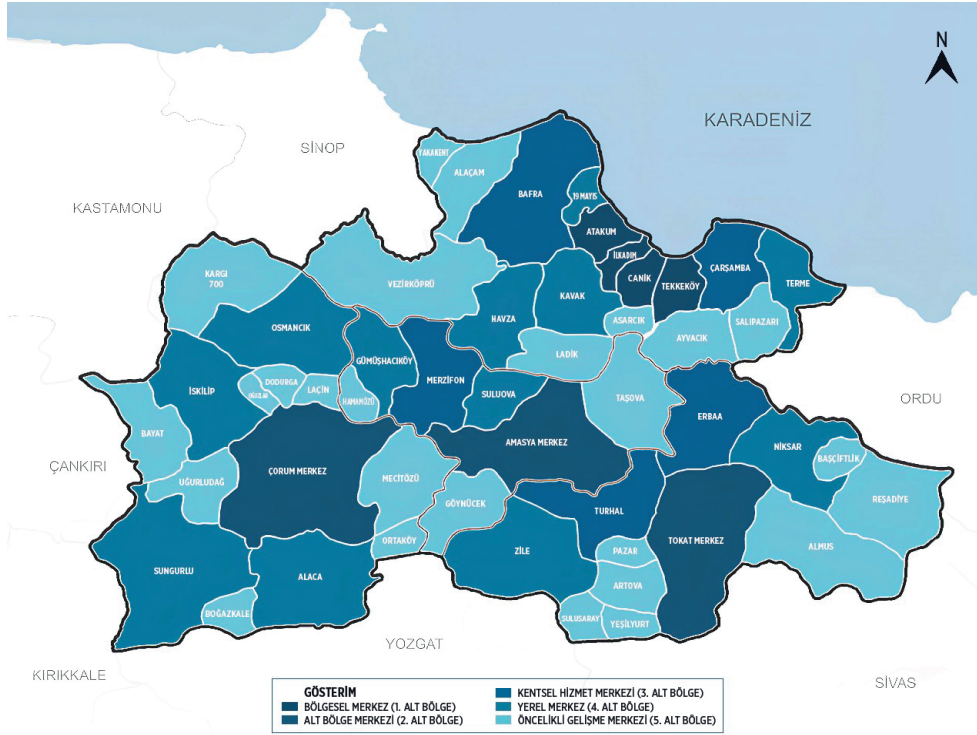 N
KARADENİZ
SİNOP
KASTAMONU
YAKAKENT
ALAÇAM
BAFRA
19 MAYIS
ATAKUM
İLKADIM
CANİK
TEKKEKÖY
ÇARŞAMBA
TERME
KARGI
700
VEZİRKÖPRÜ
HAVZA
KAVAK
ASARCIK
AYVACIK
SALIPAZARI
OSMANCIK
GÜMÜŞHACIKÖY
MERZİFON
LADİK
TAŞOVA
İSKİLİP
DODURGA
LAÇİN
HAMAMÖZÜ
SULUOVA
ERBAA
ORDU
BAYAT
ÇANKIRI
UĞURLUDAĞ
ÇORUM MERKEZ
MECİTÖZÜ
AMASYA MERKEZ
NİKSAR
BAŞÇİFTLİK
REŞADİYE
GÖYNÜCEK
TURHAL
TOKAT MERKEZ
ALMUS
ORTAKÖY
ZİLE
PAZAR
SUNGURLU
ALACA
ARTOVA
BOĞAZKALE
SULUSARAY
YEŞİLYURT
YOZGAT
KIRIKKALE
SİVAS
GÖSTERİM
BÖLGESEL MERKEZ (1. ALT BÖLGE)
ALT BÖLGE MERKEZİ (2. ALT BÖLGE)
KENTSEL HİZMET MERKEZİ (3. ALT BÖLGE)
YEREL MERKEZ (4. ALT BÖLGE)
ÖNCELİKLİ GELİŞME MERKEZİ (5. ALT BÖLGE)